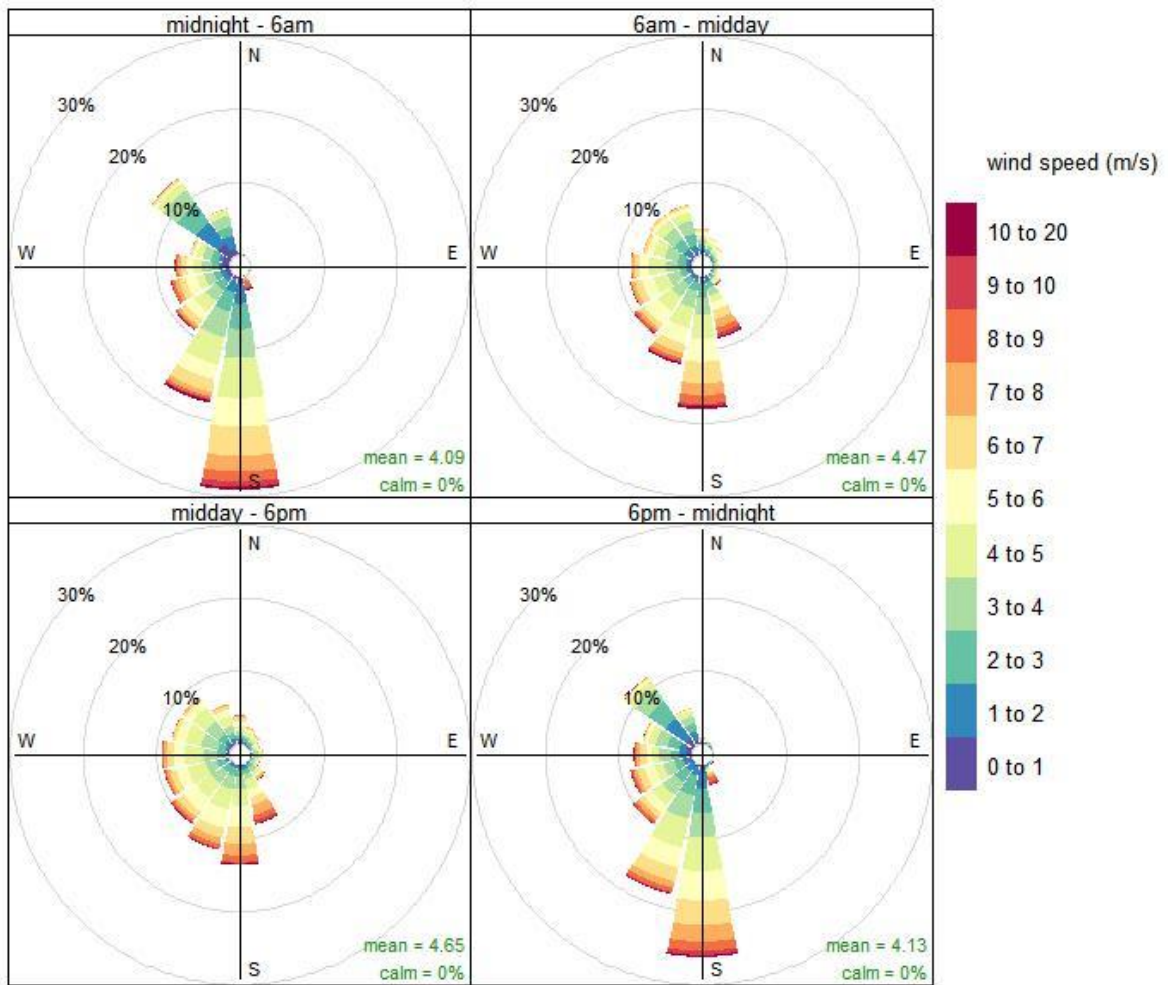 midnight - 6am
6am - midday
N
N
30%
30%
20%
20%
10%
10%
W
E
W
E
mean = 4.09
mean = 4.47
S
calm = 0%
S
calm = 0%
midday - 6pm
6pm - midnight
N
N
30%
30%
20%
20%
10%
10%
W
E
W
E
mean = 4.65
mean = 4.13
S
calm = 0%
S
calm = 0%
wind speed (m/s)
10 to 20
9 to 10
8 to 9
7 to 8
6 to 7
5 to 6
4 to 5
3 to 4
2 to 3
1 to 2
0 to 1